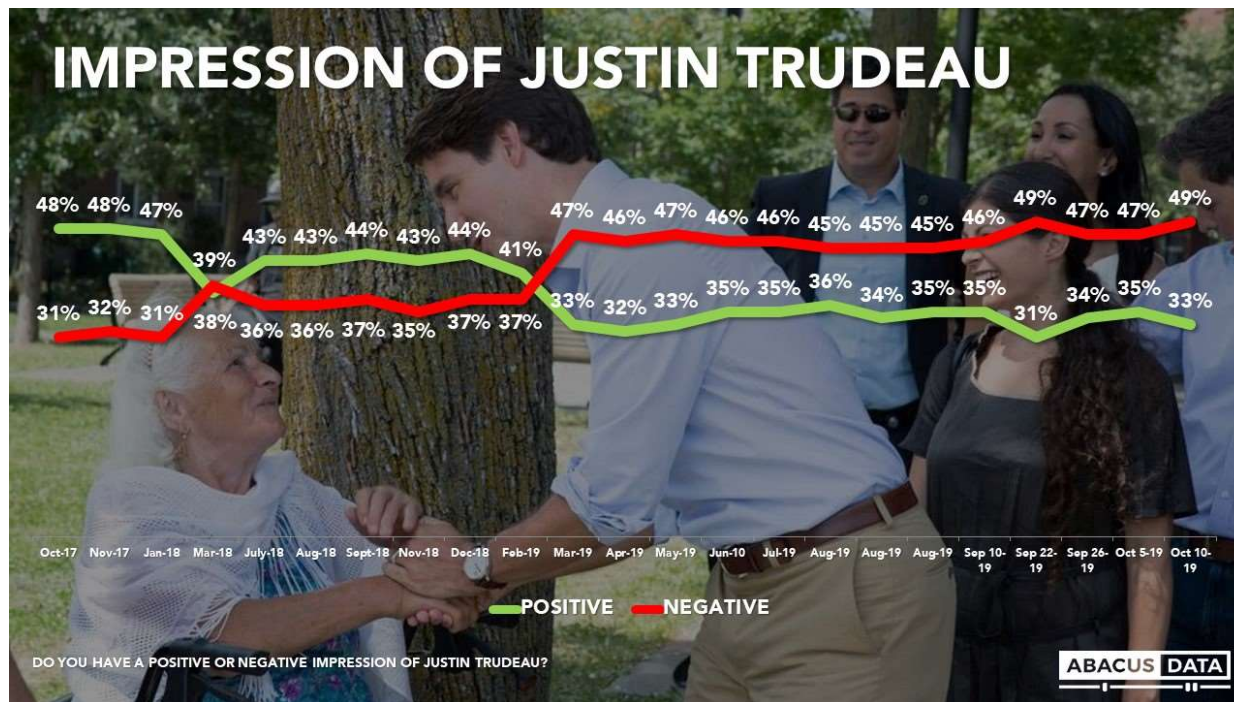 IMPRESSION OF JUSTIN TRUDEAU
48% 48% 47% 39% 43% 43% 44% 43% 44% 41% 47% 46% 47% 46% 46% 45% 45% 45% 46% 49% 47% 47% 49%
31% 32% 31% 38% 36% 36% 37% 35% 37% 37% 33% 32% 33% 35% 35% 36% 34% 35% 35% 31% 34% 35% 33%
Oct-17 Nov-17 Jan-18 Mar-18 July-18 Aug-18 Sept-18 Nov-18 Dec-18 Feb-19 Mar-19 Apr-19 May-19 Jun-10 Jul-19 Aug-19 Aug-19 Aug-19 Sep 10-19 Sep 22-19 Sep 26-19 Oct 5-19 Oct 10-19
POSITIVE NEGATIVE
DO YOU HAVE A POSITIVE OR NEGATIVE IMPRESSION OF JUSTIN TRUDEAU?
ABACUS DATA